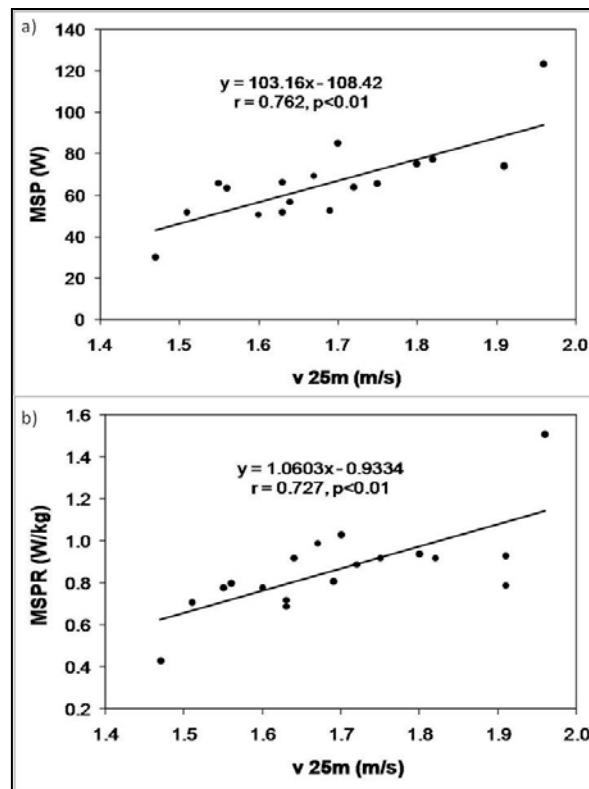 a)
140
120
100
80
60
40
20
0
y = 103.16x - 108.42
r = 0.762, p<0.01
MSP (W)
1.4 1.5 1.6 1.7 1.8 1.9 2.0
v 25m (m/s)
b)
1.6
1.4
1.2
1.0
0.8
0.6
0.4
0.2
y = 1.0603x - 0.9334
r = 0.727, p<0.01
MSPR (W/kg)
1.4 1.5 1.6 1.7 1.8 1.9 2.0
v 25m (m/s)